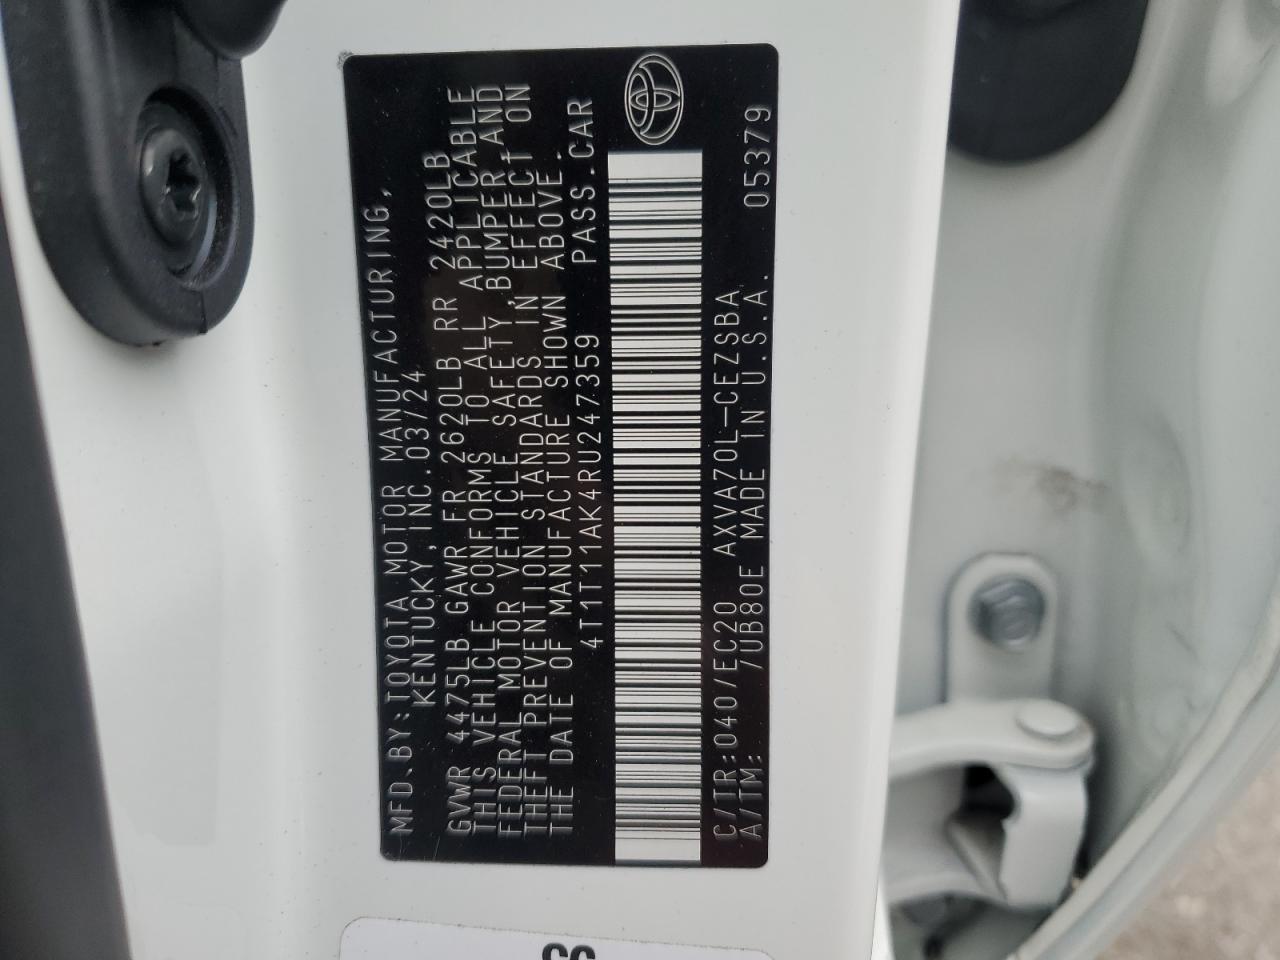 MFD.BY:TOYOTA MOTOR MANUFACTURING,
KENTUCKY, INC.03/24
GVWR 4475LB GAWR FR 2620LB RR 2420LB
THIS VEHICLE CONFORMS TO ALL APPLICABLE
FEDERAL MOTOR VEHICLE SAFETY, BUMPER, AND
THEFT PREVENTION STANDARDS IN EFFECT ON
THE DATE OF MANUFACTURE SHOWN ABOVE.
4T1T11AK4RU247359 PASS.CAR
C/TR:040/EC20 AXVA70L-CEZSBA 05379
A/TM: /UB80E MADE IN U.S.A.